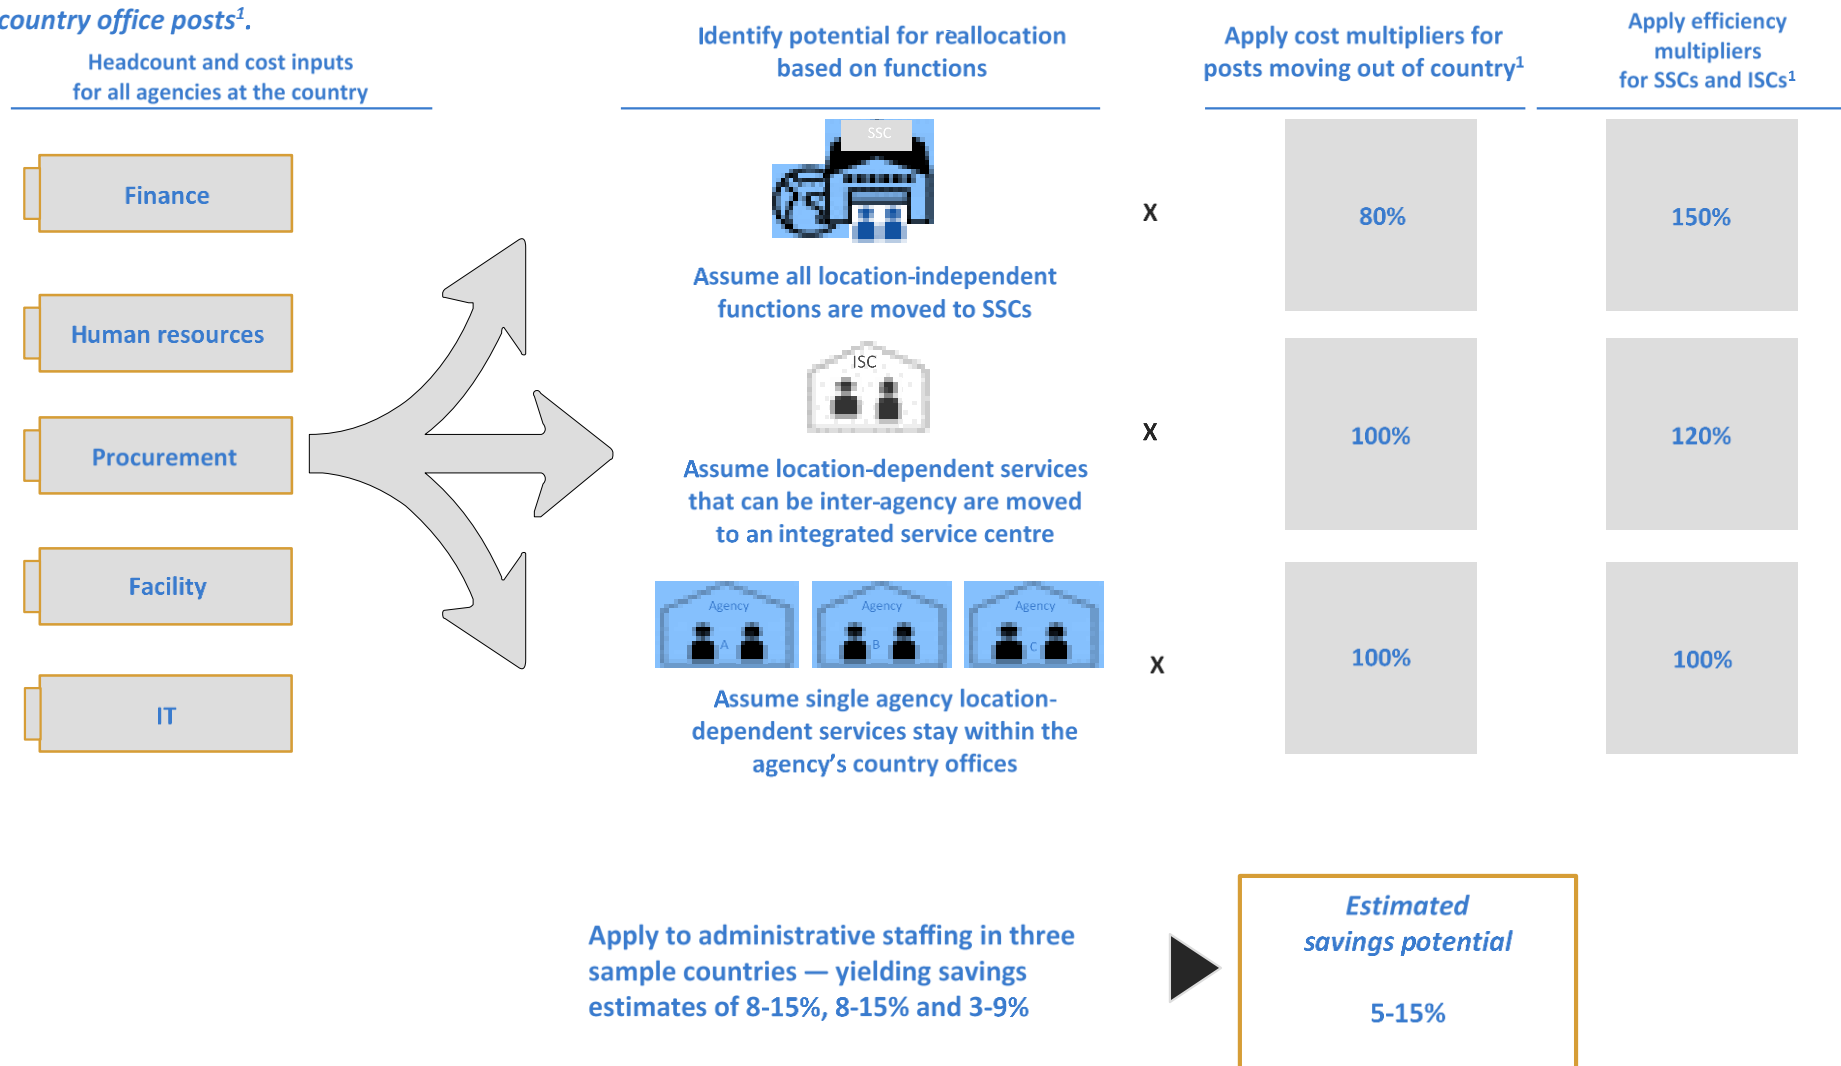 country office posts¹.
Headcount and cost inputs
for all agencies at the country
Identify potential for reallocation
based on functions
Apply cost multipliers for
posts moving out of country¹
Apply efficiency
multipliers
for SSCs and ISCs¹
Finance
Human resources
Procurement
Facility
IT
SSC
Assume all location-independent
functions are moved to SSCs
X
80%
150%
ISC
Assume location-dependent services
that can be inter-agency are moved
to an integrated service centre
X
100%
120%
Agency
A
Agency
B
Agency
C
Assume single agency location-
dependent services stay within the
agency’s country offices
X
100%
100%
Apply to administrative staffing in three
sample countries — yielding savings
estimates of 8-15%, 8-15% and 3-9%
Estimated
savings potential
5-15%